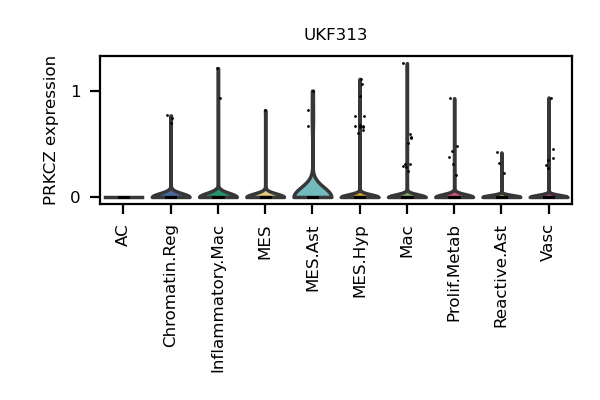 UKF313
PRKCZ expression
1
0
AC
Chromatin.Reg
Inflammatory.Mac
MES
MES.Ast
MES.Hyp
Mac
Prolif.Metab
Reactive.Ast
Vasc